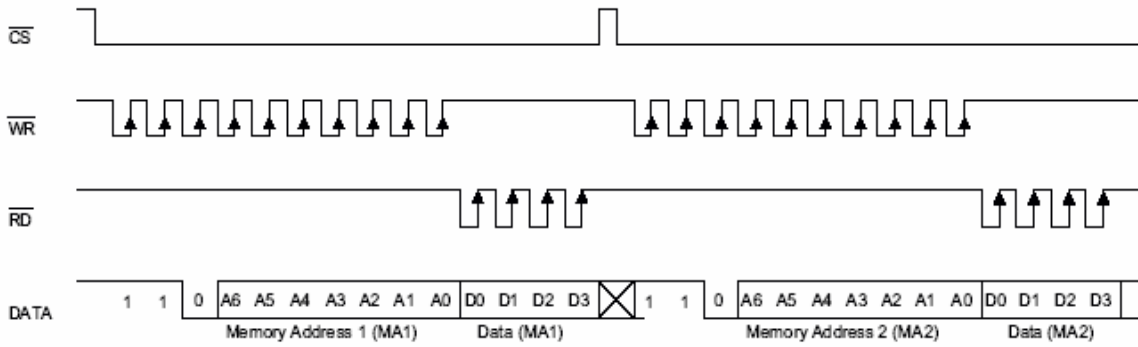 CS
WR
RD
DATA 1 1 0 A6 A5 A4 A3 A2 A1 A0 D0 D1 D2 D3 1 1 0 A6 A5 A4 A3 A2 A1 A0 D0 D1 D2 D3
Memory Address 1 (MA1) Data (MA1) Memory Address 2 (MA2) Data (MA2)